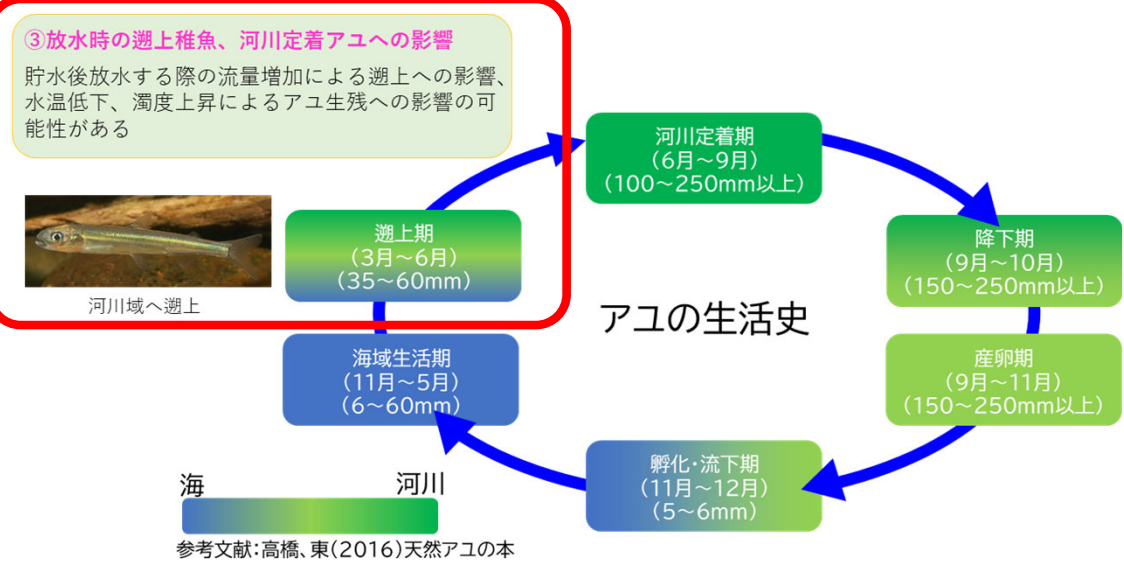 ③放水時の遡上稚魚、河川定着アユへの影響
貯水後放水する際の流量増加による遡上への影響、
水温低下、濁度上昇によるアユ生残への影響の可
能性がある
河川域へ遡上
遡上期
(3月~6月)
(35~60mm)
河川定着期
(6月~9月)
(100~250mm以上)
降下期
(9月~10月)
(150~250mm以上)
アユの生活史
産卵期
(9月~11月)
(150~250mm以上)
海域生活期
(11月~5月)
(6~60mm)
孵化・流下期
(11月~12月)
(5~6mm)
海 河川
参考文献:高橋、東(2016)天然アユの本